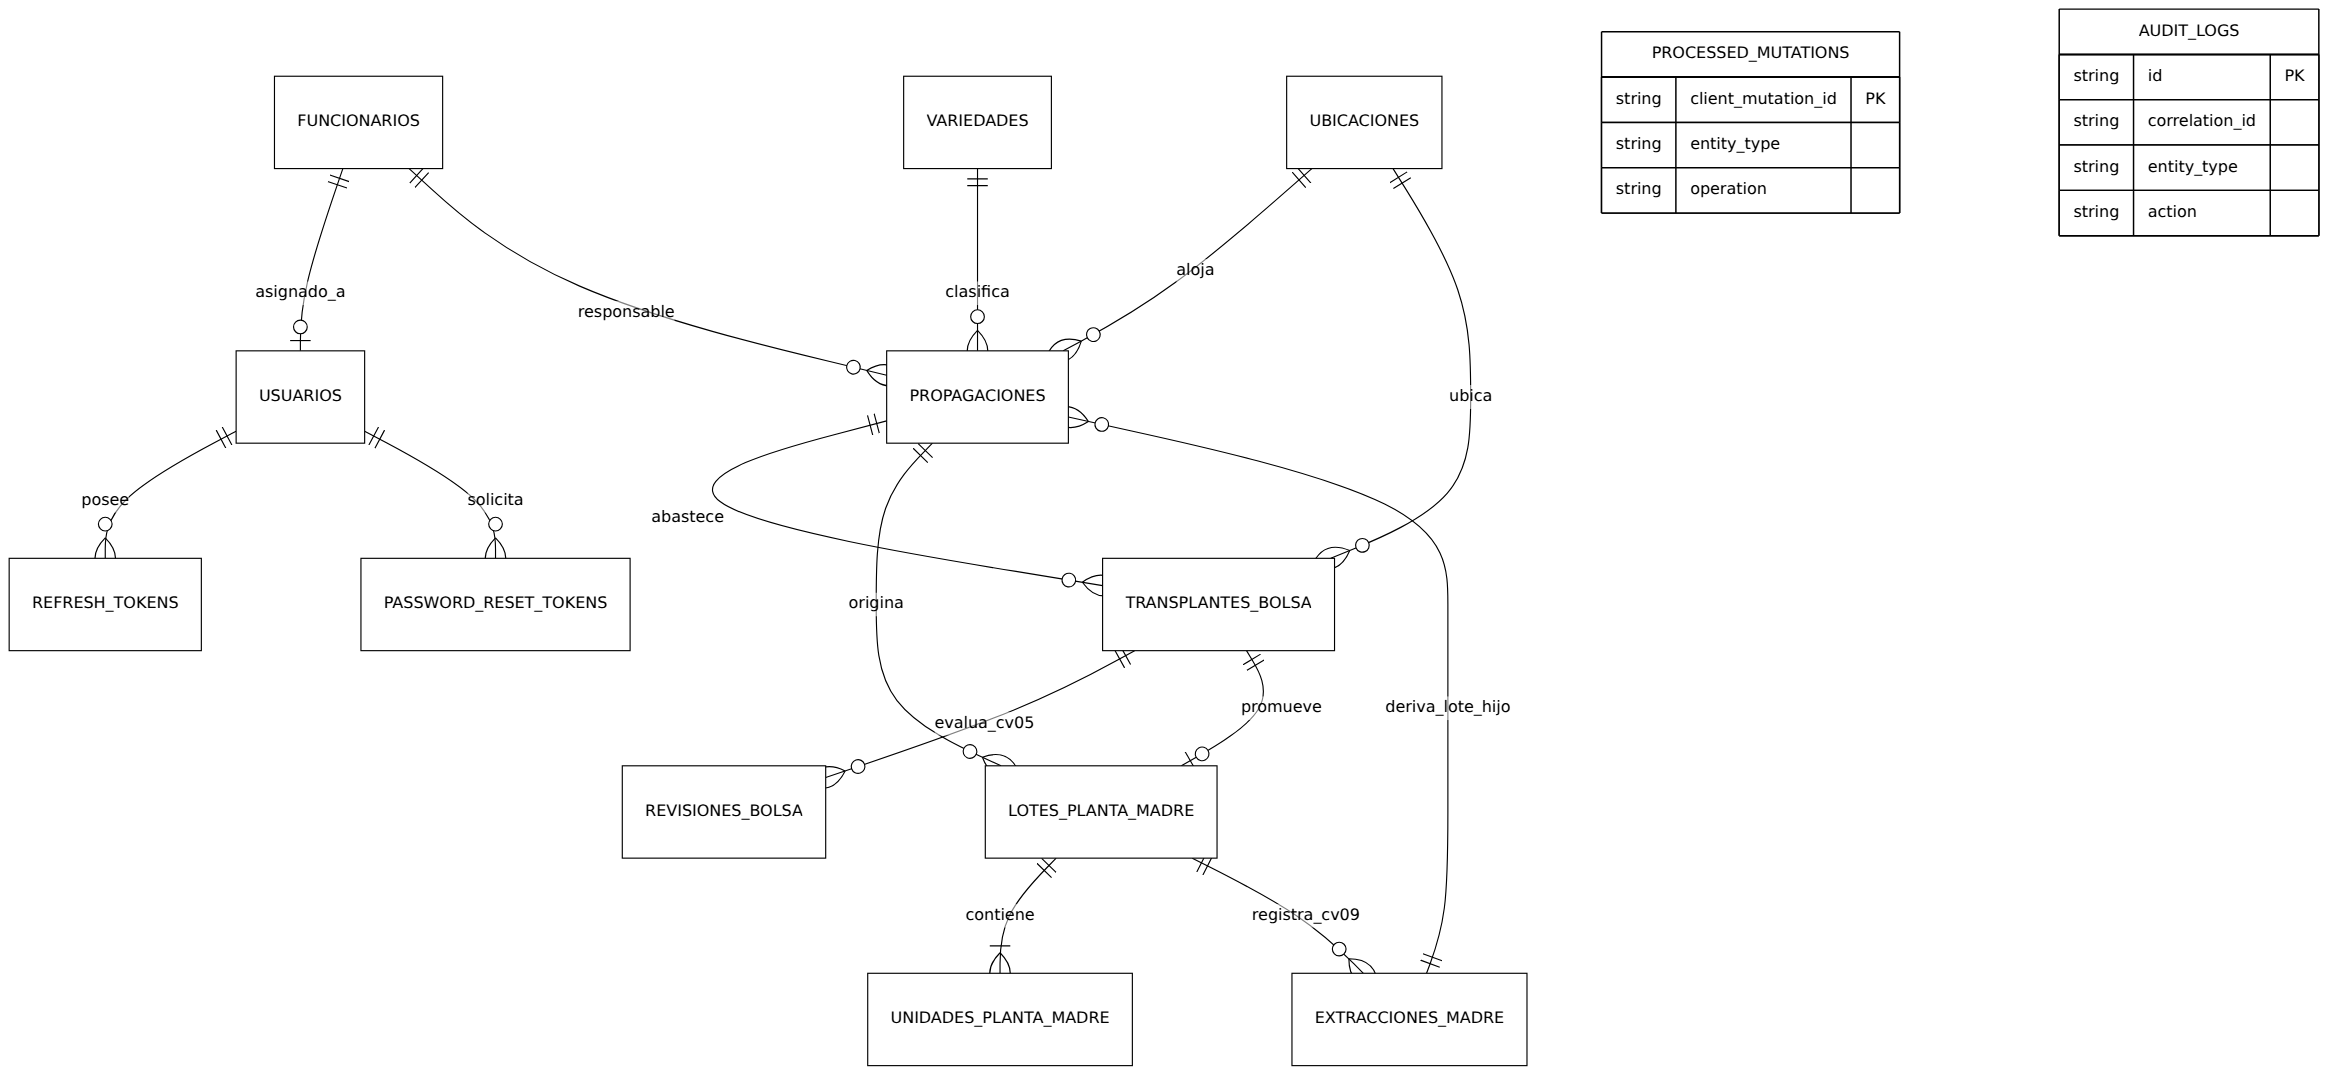 FUNCIONARIOS
VARIEDADES
UBICACIONES
PROCESSED_MUTATIONS
string client_mutation_id PK
string entity_type
string operation
AUDIT_LOGS
string id PK
string correlation_id
string entity_type
string action
asignado_a
responsable
clasifica
aloja
ubica
USUARIOS
PROPAGACIONES
posee
solicita
abastece
REFRESH_TOKENS
PASSWORD_RESET_TOKENS
origina
TRANSPLANTES_BOLSA
evalua_cv05
promueve
deriva_lote_hijo
REVISIONES_BOLSA
LOTES_PLANTA_MADRE
contiene
registra_cv09
UNIDADES_PLANTA_MADRE
EXTRACCIONES_MADRE